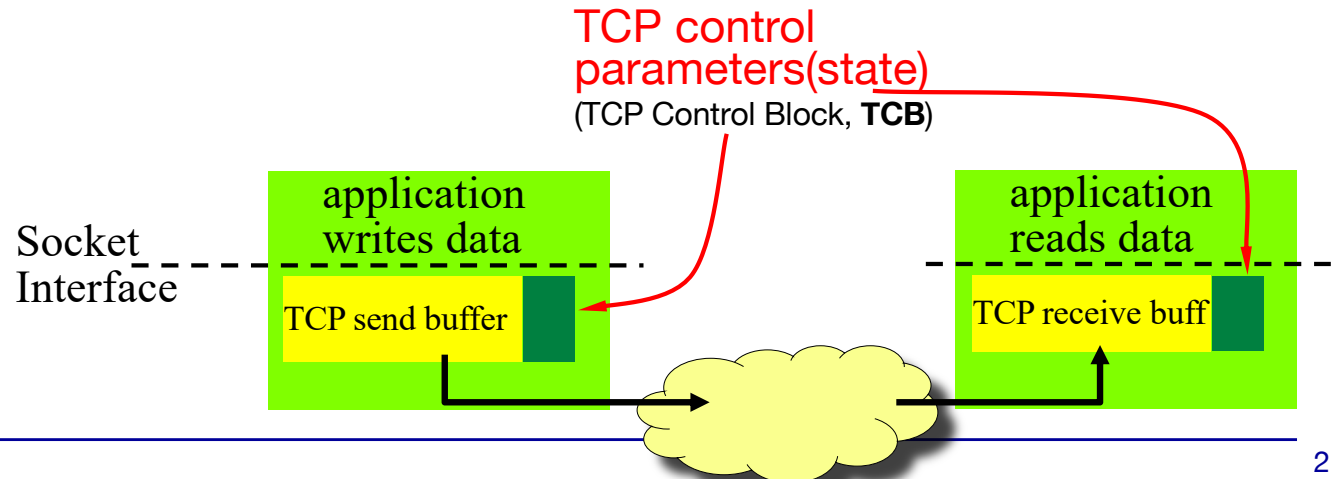 TCP control
parameters(state)
(TCP Control Block, TCB)
application
writes data
application
reads data
Socket
Interface
TCP send buffer
TCP receive buff
2